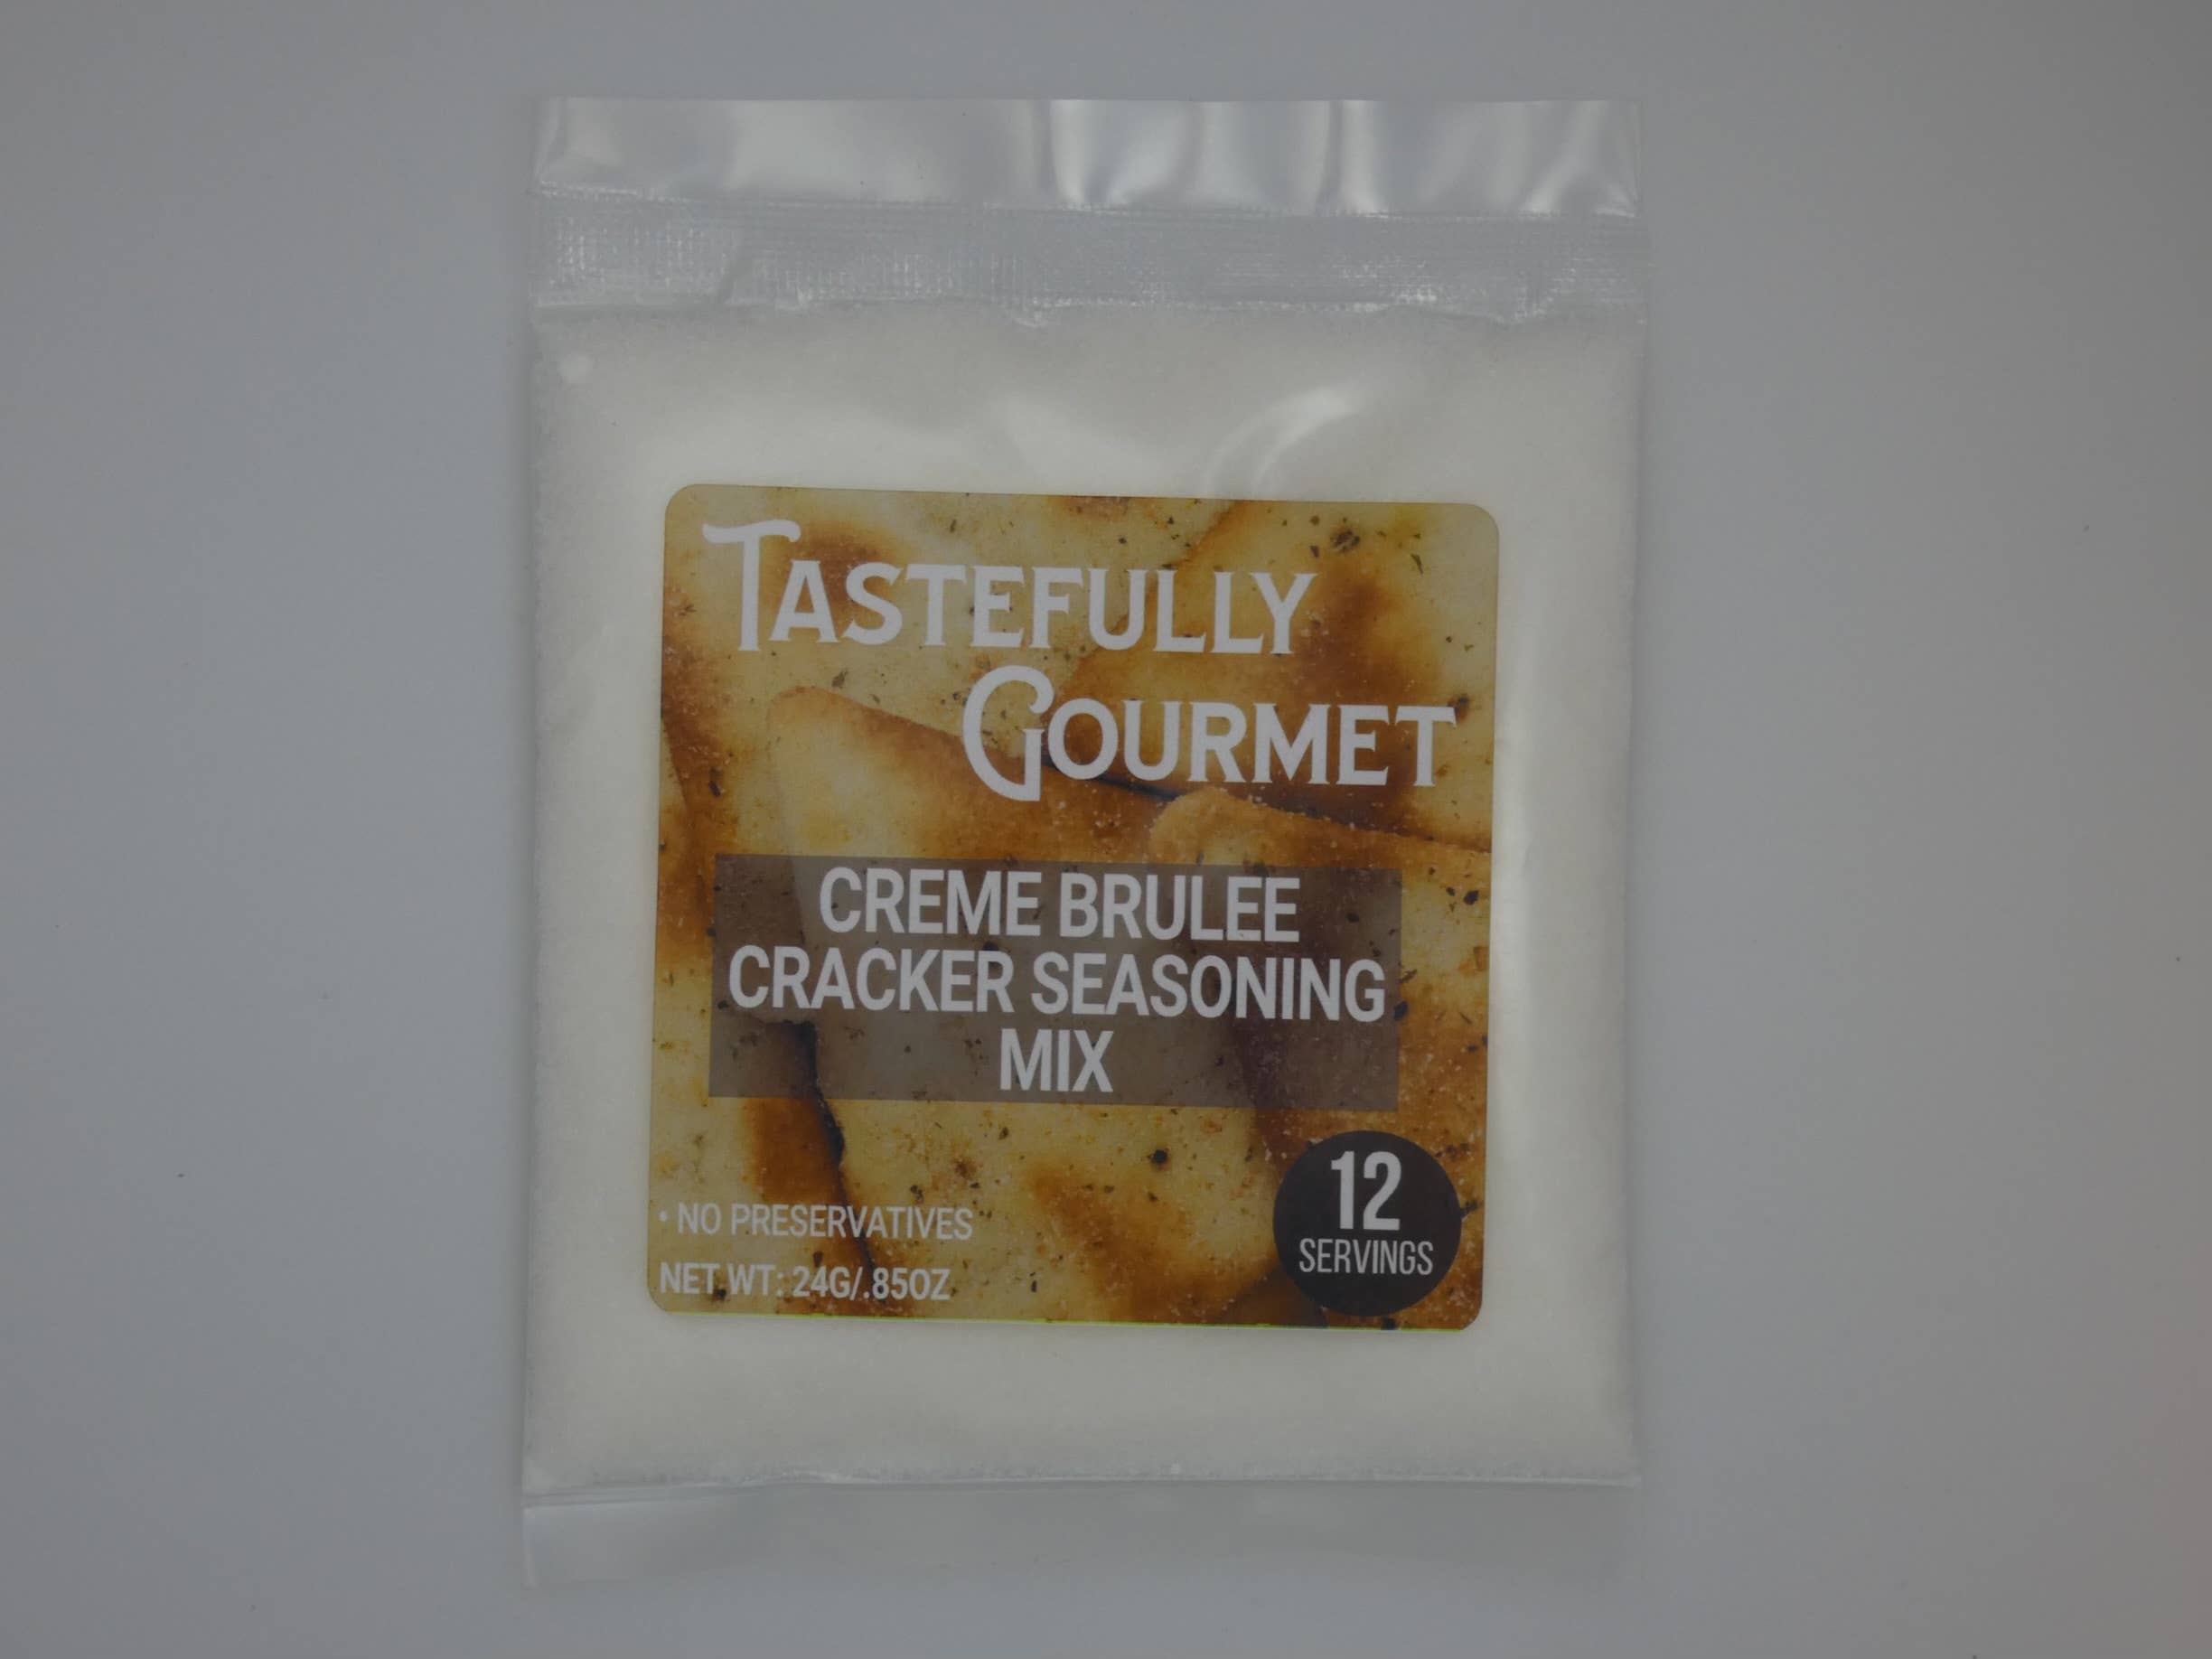 TASTEFULLY
GOURMET
CREME BRULEE
CRACKER SEASONING
MIX
• NO PRESERVATIVES
NET WT: 24G/.85OZ
12
SERVINGS